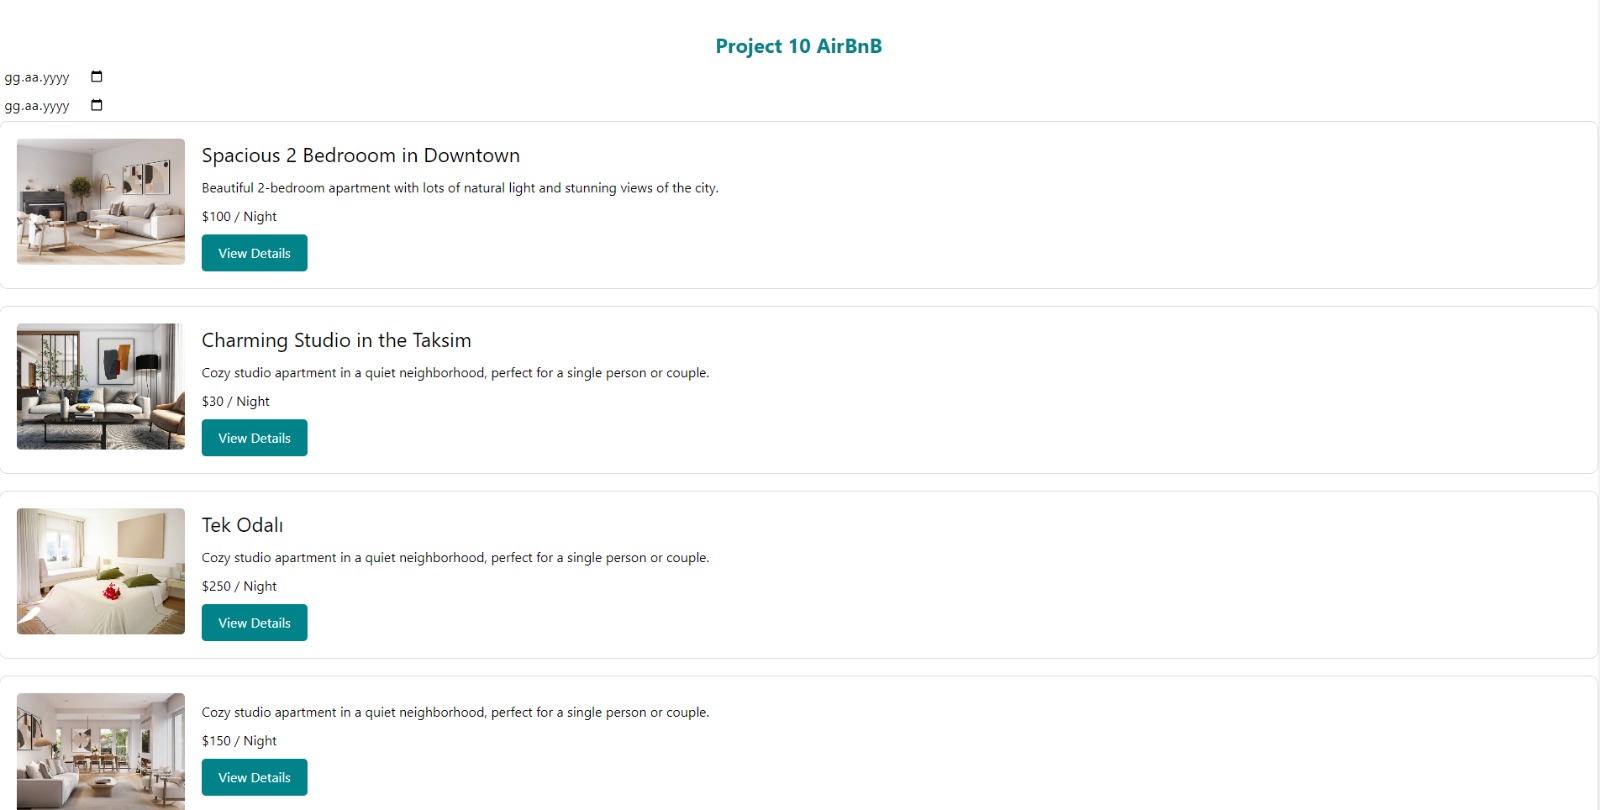 Project 10 AirBnB
gg.aa.yyyy
gg.aa.yyyy
Spacious 2 Bedrooom in Downtown
Beautiful 2-bedroom apartment with lots of natural light and stunning views of the city.
$100 / Night
View Details
Charming Studio in the Taksim
Cozy studio apartment in a quiet neighborhood, perfect for a single person or couple.
$30 / Night
View Details
Tek Odalı
Cozy studio apartment in a quiet neighborhood, perfect for a single person or couple.
$250 / Night
View Details
Cozy studio apartment in a quiet neighborhood, perfect for a single person or couple.
$150 / Night
View Details